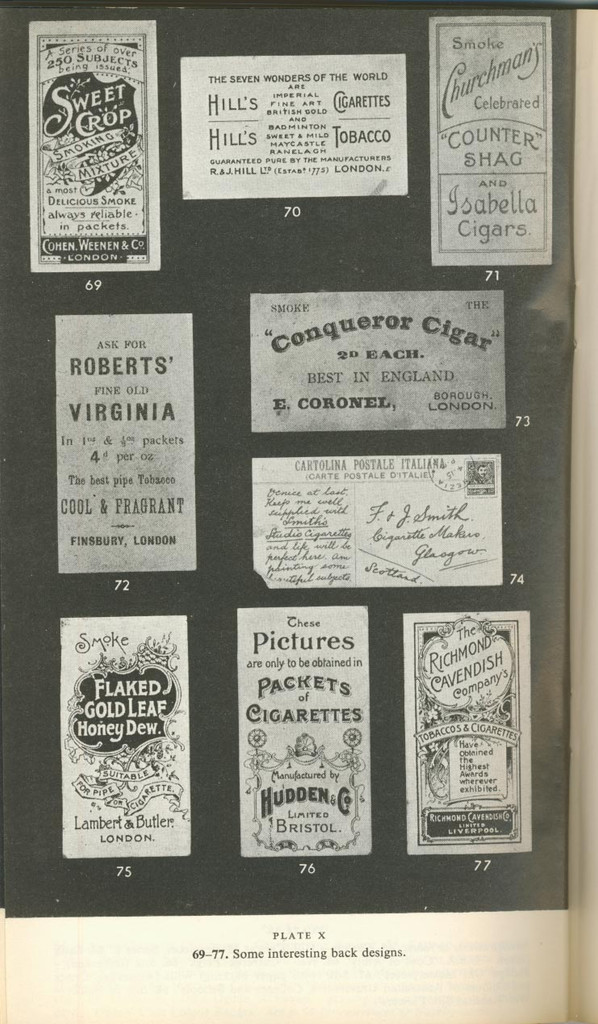 A Series of over
250 SUBJECTS
being issued.
SWEET
CROP
SMOKING
MIXTURE
a most
DELICIOUS SMOKE
always reliable
in packets.
COHEN, WEENEN & Co.
LONDON
69
THE SEVEN WONDERS OF THE WORLD
ARE
HILL'S IMPERIAL FINE ART BRITISH GOLD CIGARETTES
AND
HILL'S BADMINTON SWEET & MILD MAYCASTLE RANELAGH TOBACCO
GUARANTEED PURE BY THE MANUFACTURERS
R. & J. HILL LTD (ESTABD 1775) LONDON. E
70
Smoke
Churchman's
Celebrated
"COUNTER"
SHAG
AND
Isabella
Cigars.
71
ASK FOR
ROBERTS'
FINE OLD
VIRGINIA
In 1oz & ½oz packets
4d per oz
The best pipe Tobacco
COOL & FRAGRANT
FINSBURY, LONDON
72
SMOKE THE
"Conqueror Cigar"
2D EACH.
BEST IN ENGLAND
E. CORONEL, BOROUGH, LONDON.
73
CARTOLINA POSTALE ITALIANA
(CARTE POSTALE D'ITALIE)
Venice at last.
Keep me well
supplied with
Smith's
Studio Cigarettes
and life will be
perfect here. Am
painting some
beautiful subjects
F. & J. Smith.
Cigarette Makers
Glasgow
Scotland.
74
Smoke
FLAKED
GOLD LEAF
Honey Dew.
SUITABLE
FOR PIPE OR CIGARETTE.
Lambert & Butler.
LONDON.
75
These
Pictures
are only to be obtained in
PACKETS
of
CIGARETTES
Manufactured by
HUDDEN & Co
LIMITED
BRISTOL.
76
The
RICHMOND
CAVENDISH
Company's
TOBACCOS & CIGARETTES
Have
obtained
the
Highest
Awards
wherever
exhibited.
RICHMOND CAVENDISH Co.
LIMITED
LIVERPOOL.
77
PLATE X
69–77. Some interesting back designs.